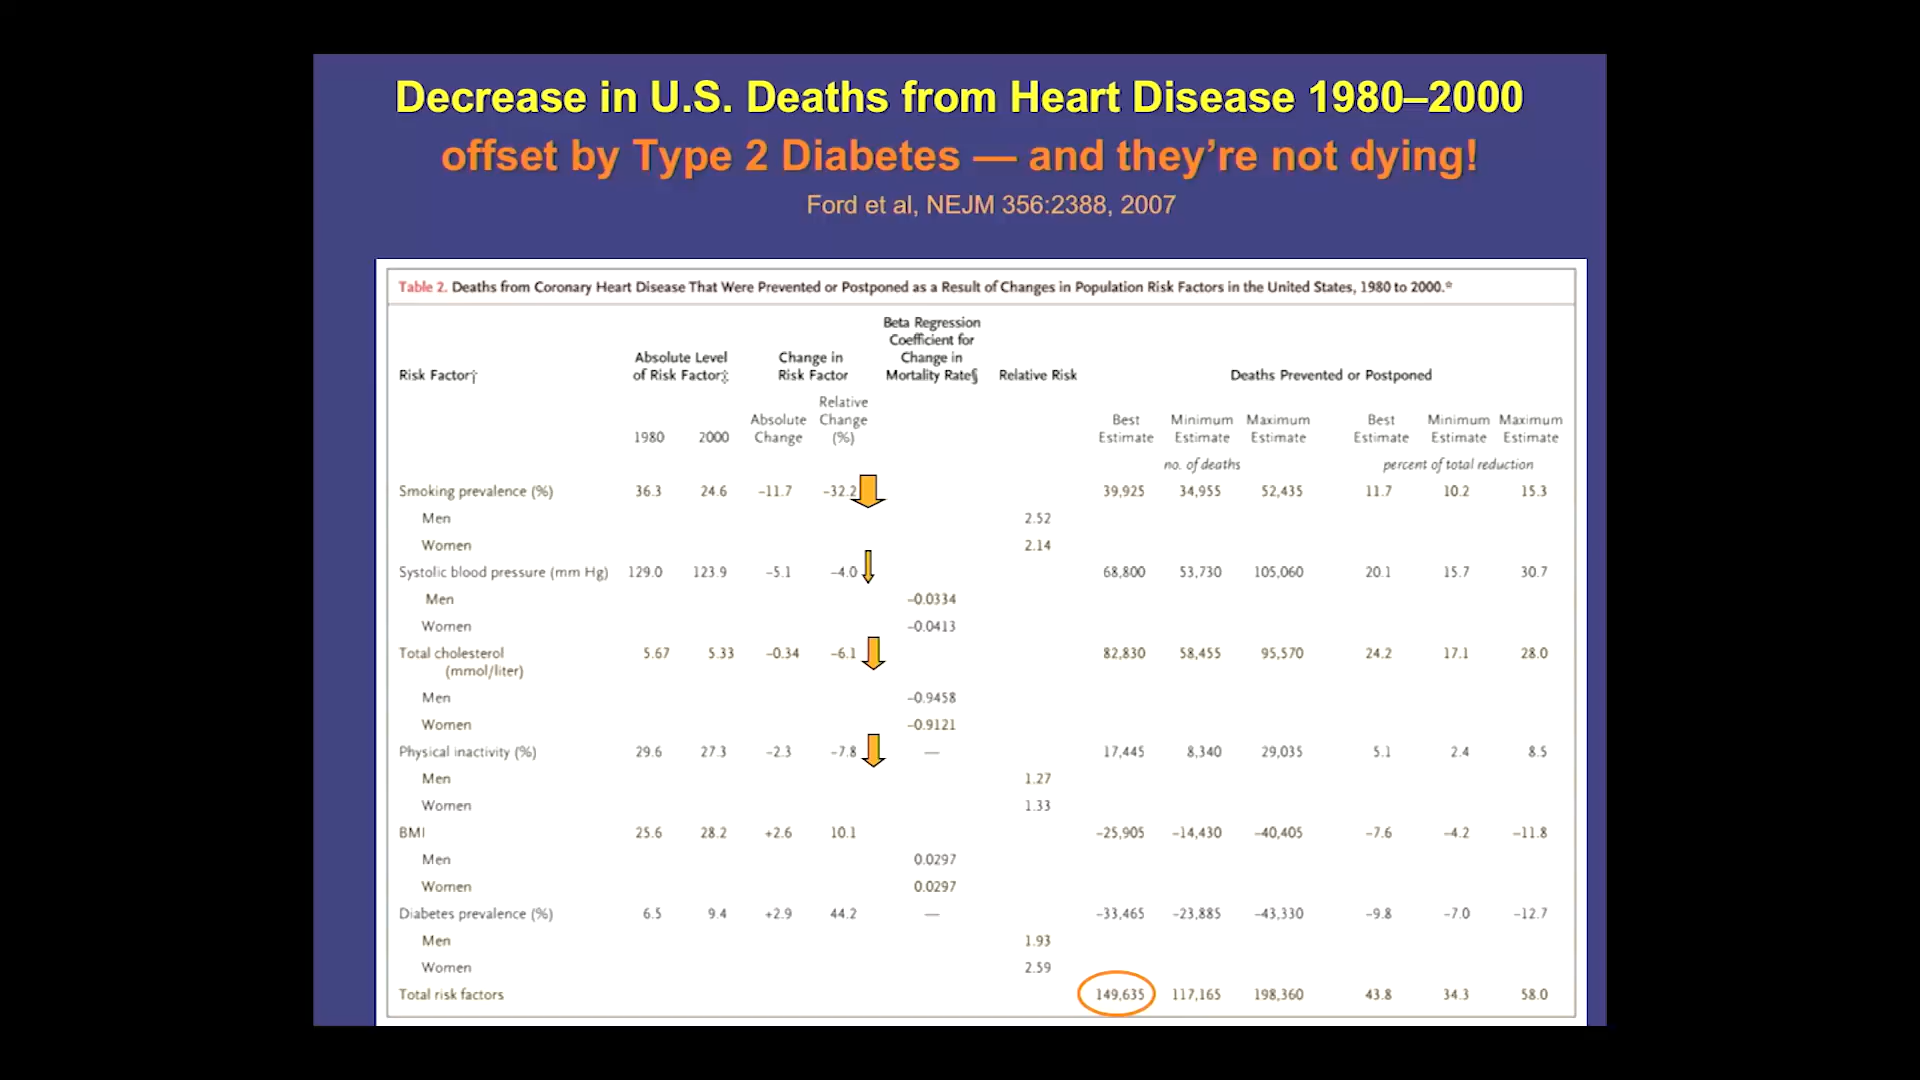 Decrease in U.S. Deaths from Heart Disease 1980–2000
offset by Type 2 Diabetes — and they’re not dying!
Ford et al, NEJM 356:2388, 2007
Table 2. Deaths from Coronary Heart Disease That Were Prevented or Postponed as a Result of Changes in Population Risk Factors in the United States, 1980 to 2000.*
Risk Factor† Absolute Level of Risk Factor‡ Change in Risk Factor Beta Regression Coefficient for Change in Mortality Rate§ Relative Risk Deaths Prevented or Postponed
1980 2000 Absolute Change Relative Change (%) Best Estimate Minimum Estimate Maximum Estimate Best Estimate Minimum Estimate Maximum Estimate
no. of deaths percent of total reduction
Smoking prevalence (%) 36.3 24.6 –11.7 –32.2 39,925 34,955 52,435 11.7 10.2 15.3
Men 2.52
Women 2.14
Systolic blood pressure (mm Hg) 129.0 123.9 –5.1 –4.0 68,800 53,730 105,060 20.1 15.7 30.7
Men –0.0334
Women –0.0413
Total cholesterol (mmol/liter) 5.67 5.33 –0.34 –6.1 82,830 58,455 95,570 24.2 17.1 28.0
Men –0.9458
Women –0.9121
Physical inactivity (%) 29.6 27.3 –2.3 –7.8 — 17,445 8,340 29,035 5.1 2.4 8.5
Men 1.27
Women 1.33
BMI 25.6 28.2 +2.6 10.1 –25,905 –14,430 –40,405 –7.6 –4.2 –11.8
Men 0.0297
Women 0.0297
Diabetes prevalence (%) 6.5 9.4 +2.9 44.2 — –33,465 –23,885 –43,330 –9.8 –7.0 –12.7
Men 1.93
Women 2.59
Total risk factors 149,635 117,165 198,360 43.8 34.3 58.0